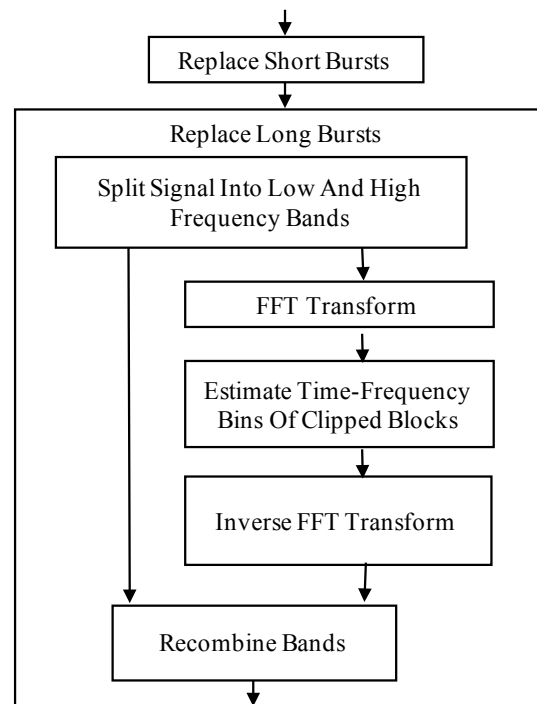 Replace Short Bursts
Replace Long Bursts
Split Signal Into Low And High
Frequency Bands
FFT Transform
Estimate Time-Frequency
Bins Of Clipped Blocks
Inverse FFT Transform
Recombine Bands